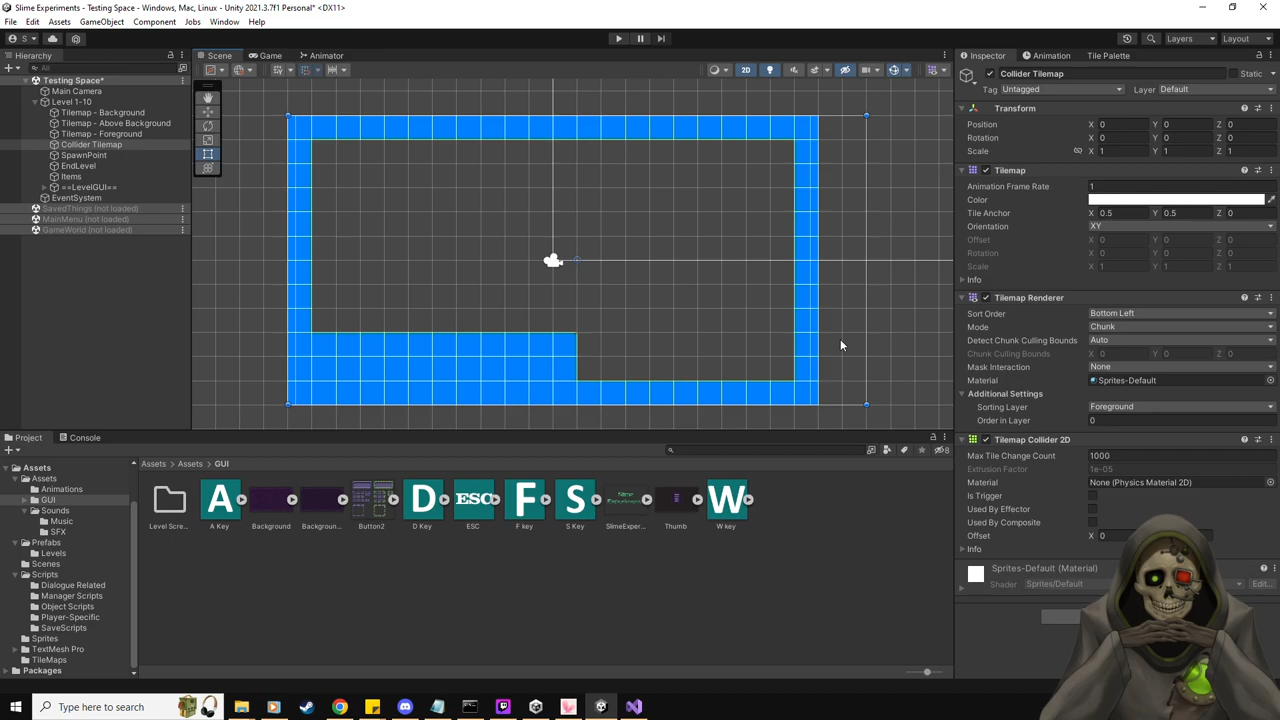 Slime Experiments - Testing Space - Windows, Mac, Linux - Unity 2021.3.7f1 Personal* <DX11>
File Edit Assets GameObject Component Jobs Window Help
S Layers Layout
Hierarchy Scene Game Animator Inspector Animation Tile Palette
All
2D
Testing Space*
Main Camera
Level 1-10
Tilemap - Background
Tilemap - Above Background
Tilemap - Foreground
Collider Tilemap
SpawnPoint
EndLevel
Items
==LevelGUI==
EventSystem
SavedThings (not loaded)
MainMenu (not loaded)
GameWorld (not loaded)
Collider Tilemap Static
Tag Untagged Layer Default
Transform
Position X 0 Y 0 Z 0
Rotation X 0 Y 0 Z 0
Scale X 1 Y 1 Z 1
Tilemap
Animation Frame Rate 1
Color
Tile Anchor X 0.5 Y 0.5 Z 0
Orientation XY
Offset X 0 Y 0 Z 0
Rotation X 0 Y 0 Z 0
Scale X 1 Y 1 Z 1
Info
Tilemap Renderer
Sort Order Bottom Left
Mode Chunk
Detect Chunk Culling Bounds Auto
Chunk Culling Bounds X 0 Y 0 Z 0
Mask Interaction None
Material Sprites-Default
Additional Settings
Sorting Layer Foreground
Order in Layer 0
Tilemap Collider 2D
Max Tile Change Count 1000
Extrusion Factor 1e-05
Material None (Physics Material 2D)
Is Trigger
Used By Effector
Used By Composite
Offset X 0
Info
Sprites-Default (Material)
Shader Sprites/Default Edit...
Project Console
8
Assets
Assets
Animations
GUI
Sounds
Music
SFX
Prefabs
Levels
Scenes
Scripts
Dialogue Related
Manager Scripts
Object Scripts
Player-Specific
SaveScripts
Sprites
TextMesh Pro
TileMaps
Packages
Assets > Assets > GUI
A D ESC F S W
Level Scre... A Key Background Backgroun... Button2 D Key ESC F key S Key SlimeExper... Thumb W key
Type here to search